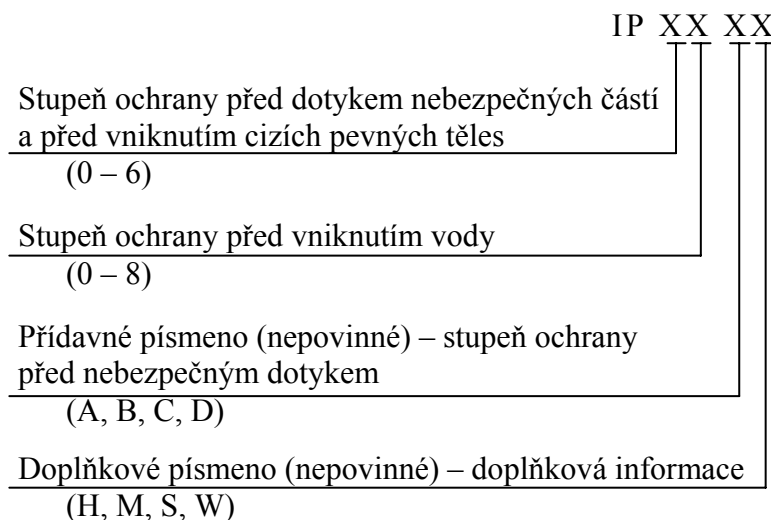 IP XX XX
Stupeň ochrany před dotykem nebezpečných částí
a před vniknutím cizích pevných těles
(0 – 6)
Stupeň ochrany před vniknutím vody
(0 – 8)
Přídavné písmeno (nepovinné) – stupeň ochrany
před nebezpečným dotykem
(A, B, C, D)
Doplňkové písmeno (nepovinné) – doplňková informace
(H, M, S, W)